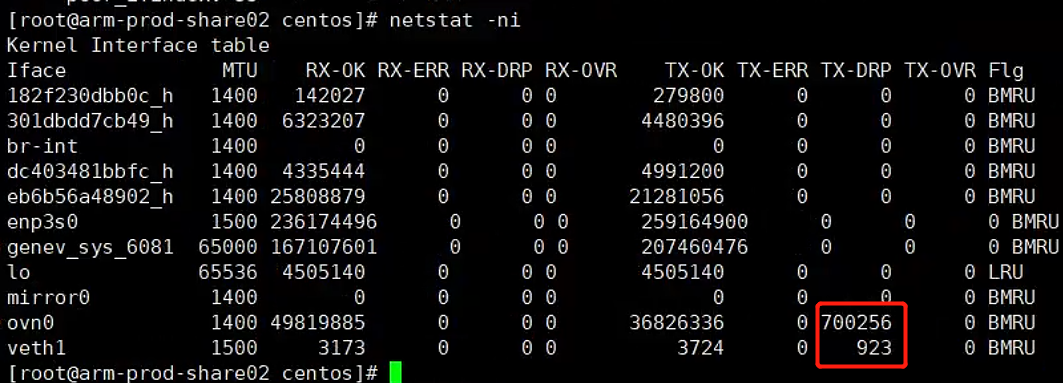 [root@arm-prod-share02 centos]# netstat -ni
Kernel Interface table
Iface MTU RX-OK RX-ERR RX-DRP RX-OVR TX-OK TX-ERR TX-DRP TX-OVR Flg
182f230dbb0c_h 1400 142027 0 0 0 279800 0 0 0 BMRU
301dbdd7cb49_h 1400 6323207 0 0 0 4480396 0 0 0 BMRU
br-int 1400 0 0 0 0 0 0 0 0 BMRU
dc403481bbfc_h 1400 4335444 0 0 0 4991200 0 0 0 BMRU
eb6b56a48902_h 1400 25808879 0 0 0 21281056 0 0 0 BMRU
enp3s0 1500 236174496 0 0 0 259164900 0 0 0 BMRU
genev_sys_6081 65000 167107601 0 0 0 207460476 0 0 0 BMRU
lo 65536 4505140 0 0 0 4505140 0 0 0 LRU
mirror0 1400 0 0 0 0 0 0 0 0 BMRU
ovn0 1400 49819885 0 0 0 36826336 0 700256 0 BMRU
veth1 1500 3173 0 0 0 3724 0 923 0 BMRU
[root@arm-prod-share02 centos]#